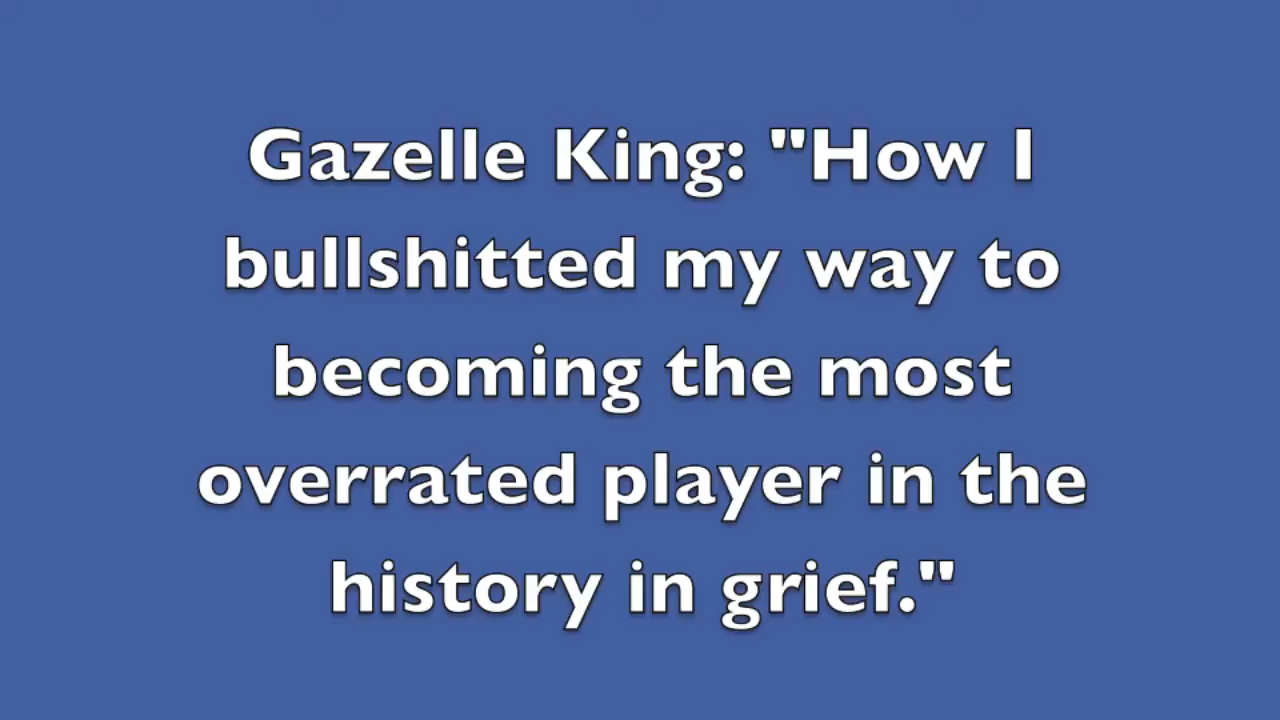 Gazelle King: "How I
bullshitted my way to
becoming the most
overrated player in the
history in grief."